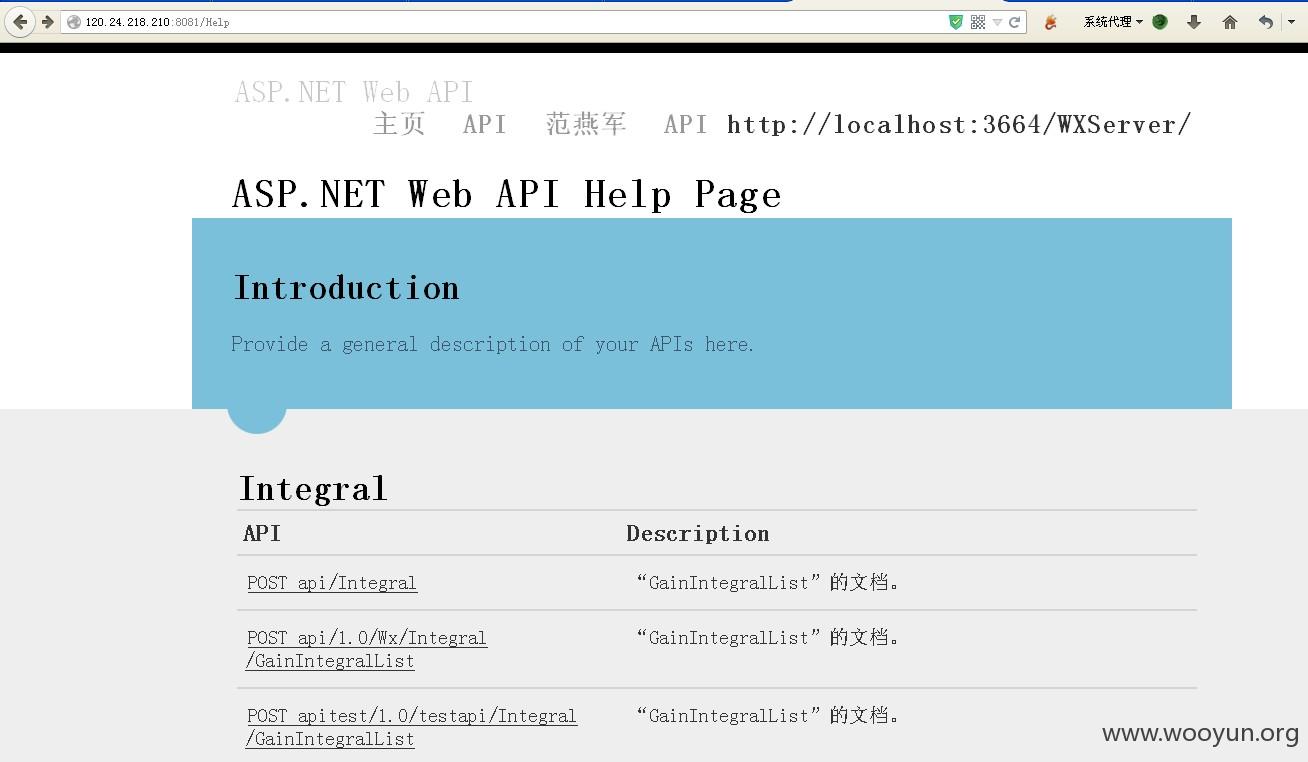 120.24.218.210:8081/Help
系统代理
ASP.NET Web API
主页 API 范燕军 API http://localhost:3664/WXServer/
ASP.NET Web API Help Page
Introduction
Provide a general description of your APIs here.
Integral
API Description
POST api/Integral “GainIntegralList”的文档。
POST api/1.0/Wx/Integral “GainIntegralList”的文档。
/GainIntegralList
POST apitest/1.0/testapi/Integral “GainIntegralList”的文档。
/GainIntegralList
www.wooyun.org